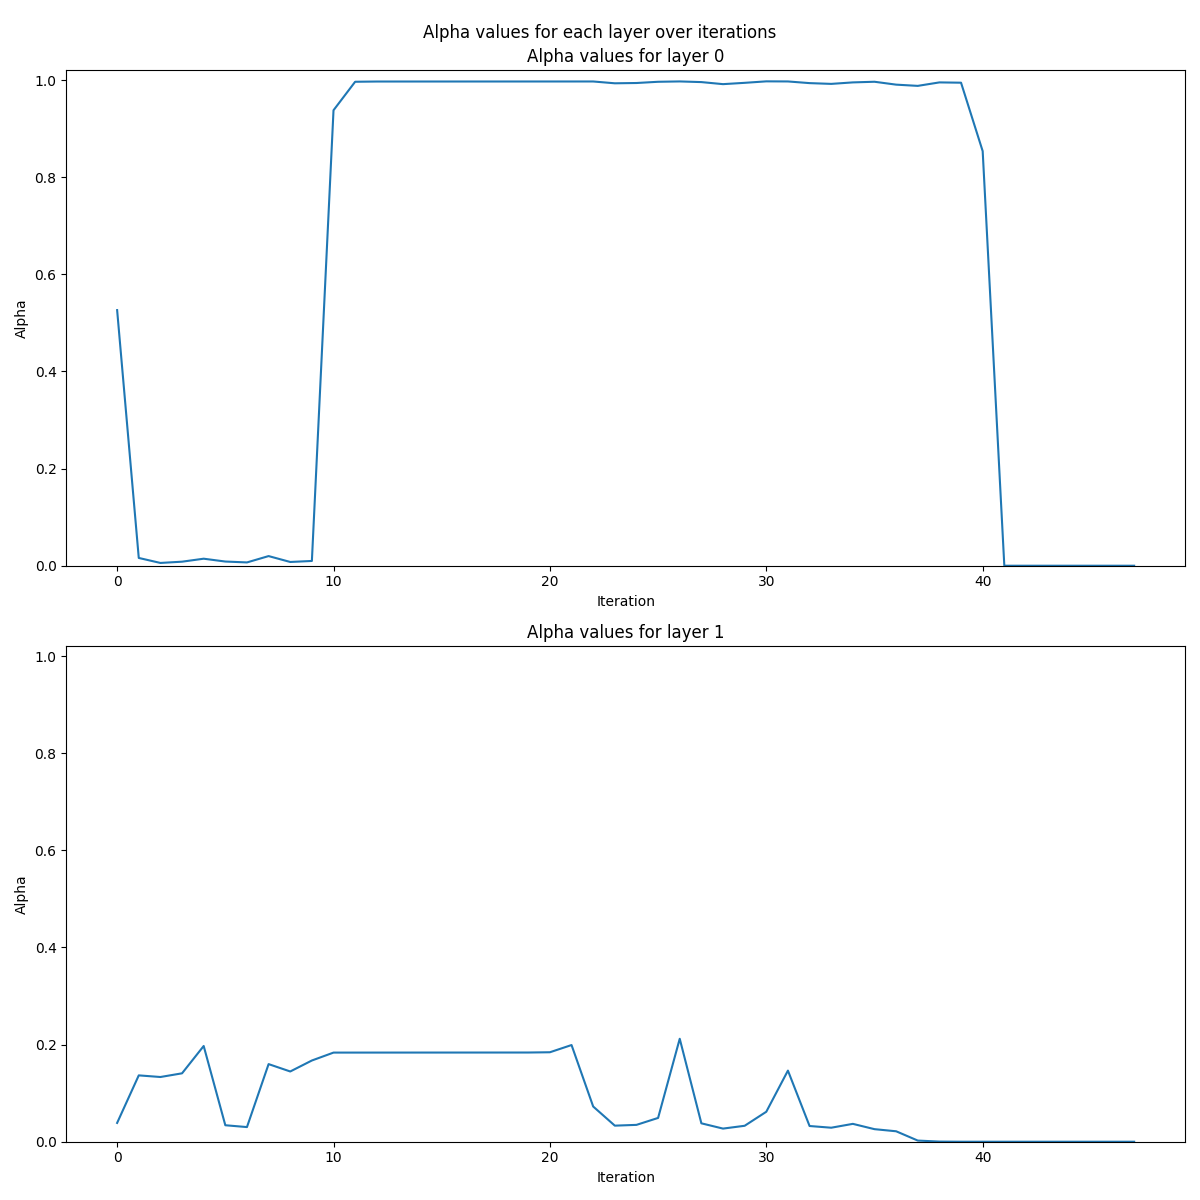 Alpha values for each layer over iterations
Alpha values for layer 0
1.0
0.8
0.6
0.4
0.2
0.0
Alpha
0 10 20 30 40
Iteration
Alpha values for layer 1
1.0
0.8
0.6
0.4
0.2
0.0
Alpha
0 10 20 30 40
Iteration